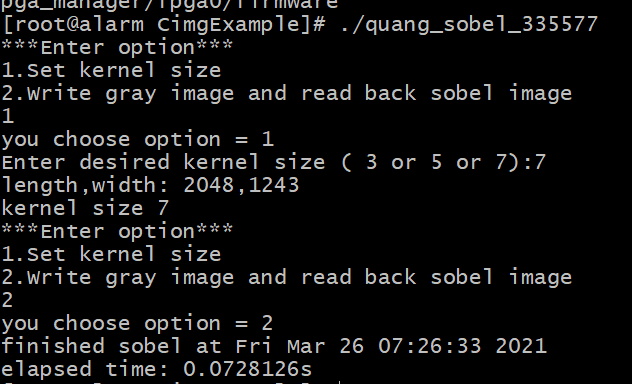 pga_manager/fpga0/firmware
[root@alarm CimgExample]# ./quang_sobel_335577
***Enter option***
1.Set kernel size
2.Write gray image and read back sobel image
1
you choose option = 1
Enter desired kernel size ( 3 or 5 or 7):7
length,width: 2048,1243
kernel size 7
***Enter option***
1.Set kernel size
2.Write gray image and read back sobel image
2
you choose option = 2
finished sobel at Fri Mar 26 07:26:33 2021
elapsed time: 0.0728126s